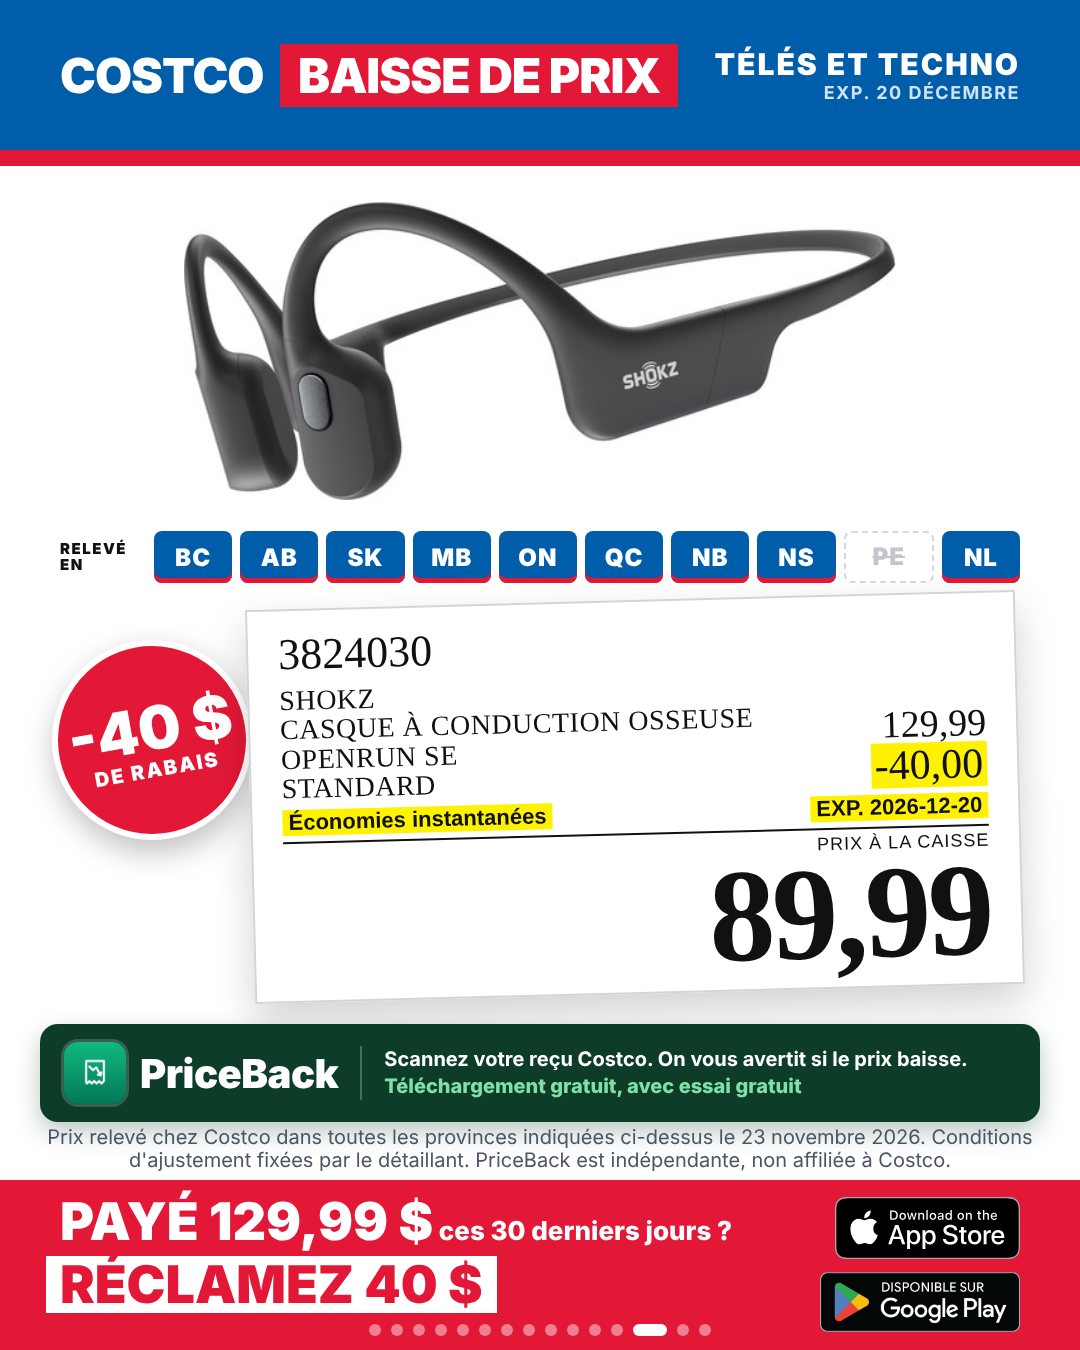 COSTCO BAISSE DE PRIX
TÉLÉS ET TECHNO
EXP. 20 DÉCEMBRE
SHOKZ
RELEVÉ EN
BC AB SK MB ON QC NB NS PE NL
-40 $
DE RABAIS
3824030
SHOKZ
CASQUE À CONDUCTION OSSEUSE
OPENRUN SE
STANDARD
129,99
-40,00
Économies instantanées
EXP. 2026-12-20
PRIX À LA CAISSE
89,99
PriceBack
Scannez votre reçu Costco. On vous avertit si le prix baisse.
Téléchargement gratuit, avec essai gratuit
Prix relevé chez Costco dans toutes les provinces indiquées ci-dessus le 23 novembre 2026. Conditions
d'ajustement fixées par le détaillant. PriceBack est indépendante, non affiliée à Costco.
PAYÉ 129,99 $ ces 30 derniers jours ?
RÉCLAMEZ 40 $
Download on the
App Store
DISPONIBLE SUR
Google Play